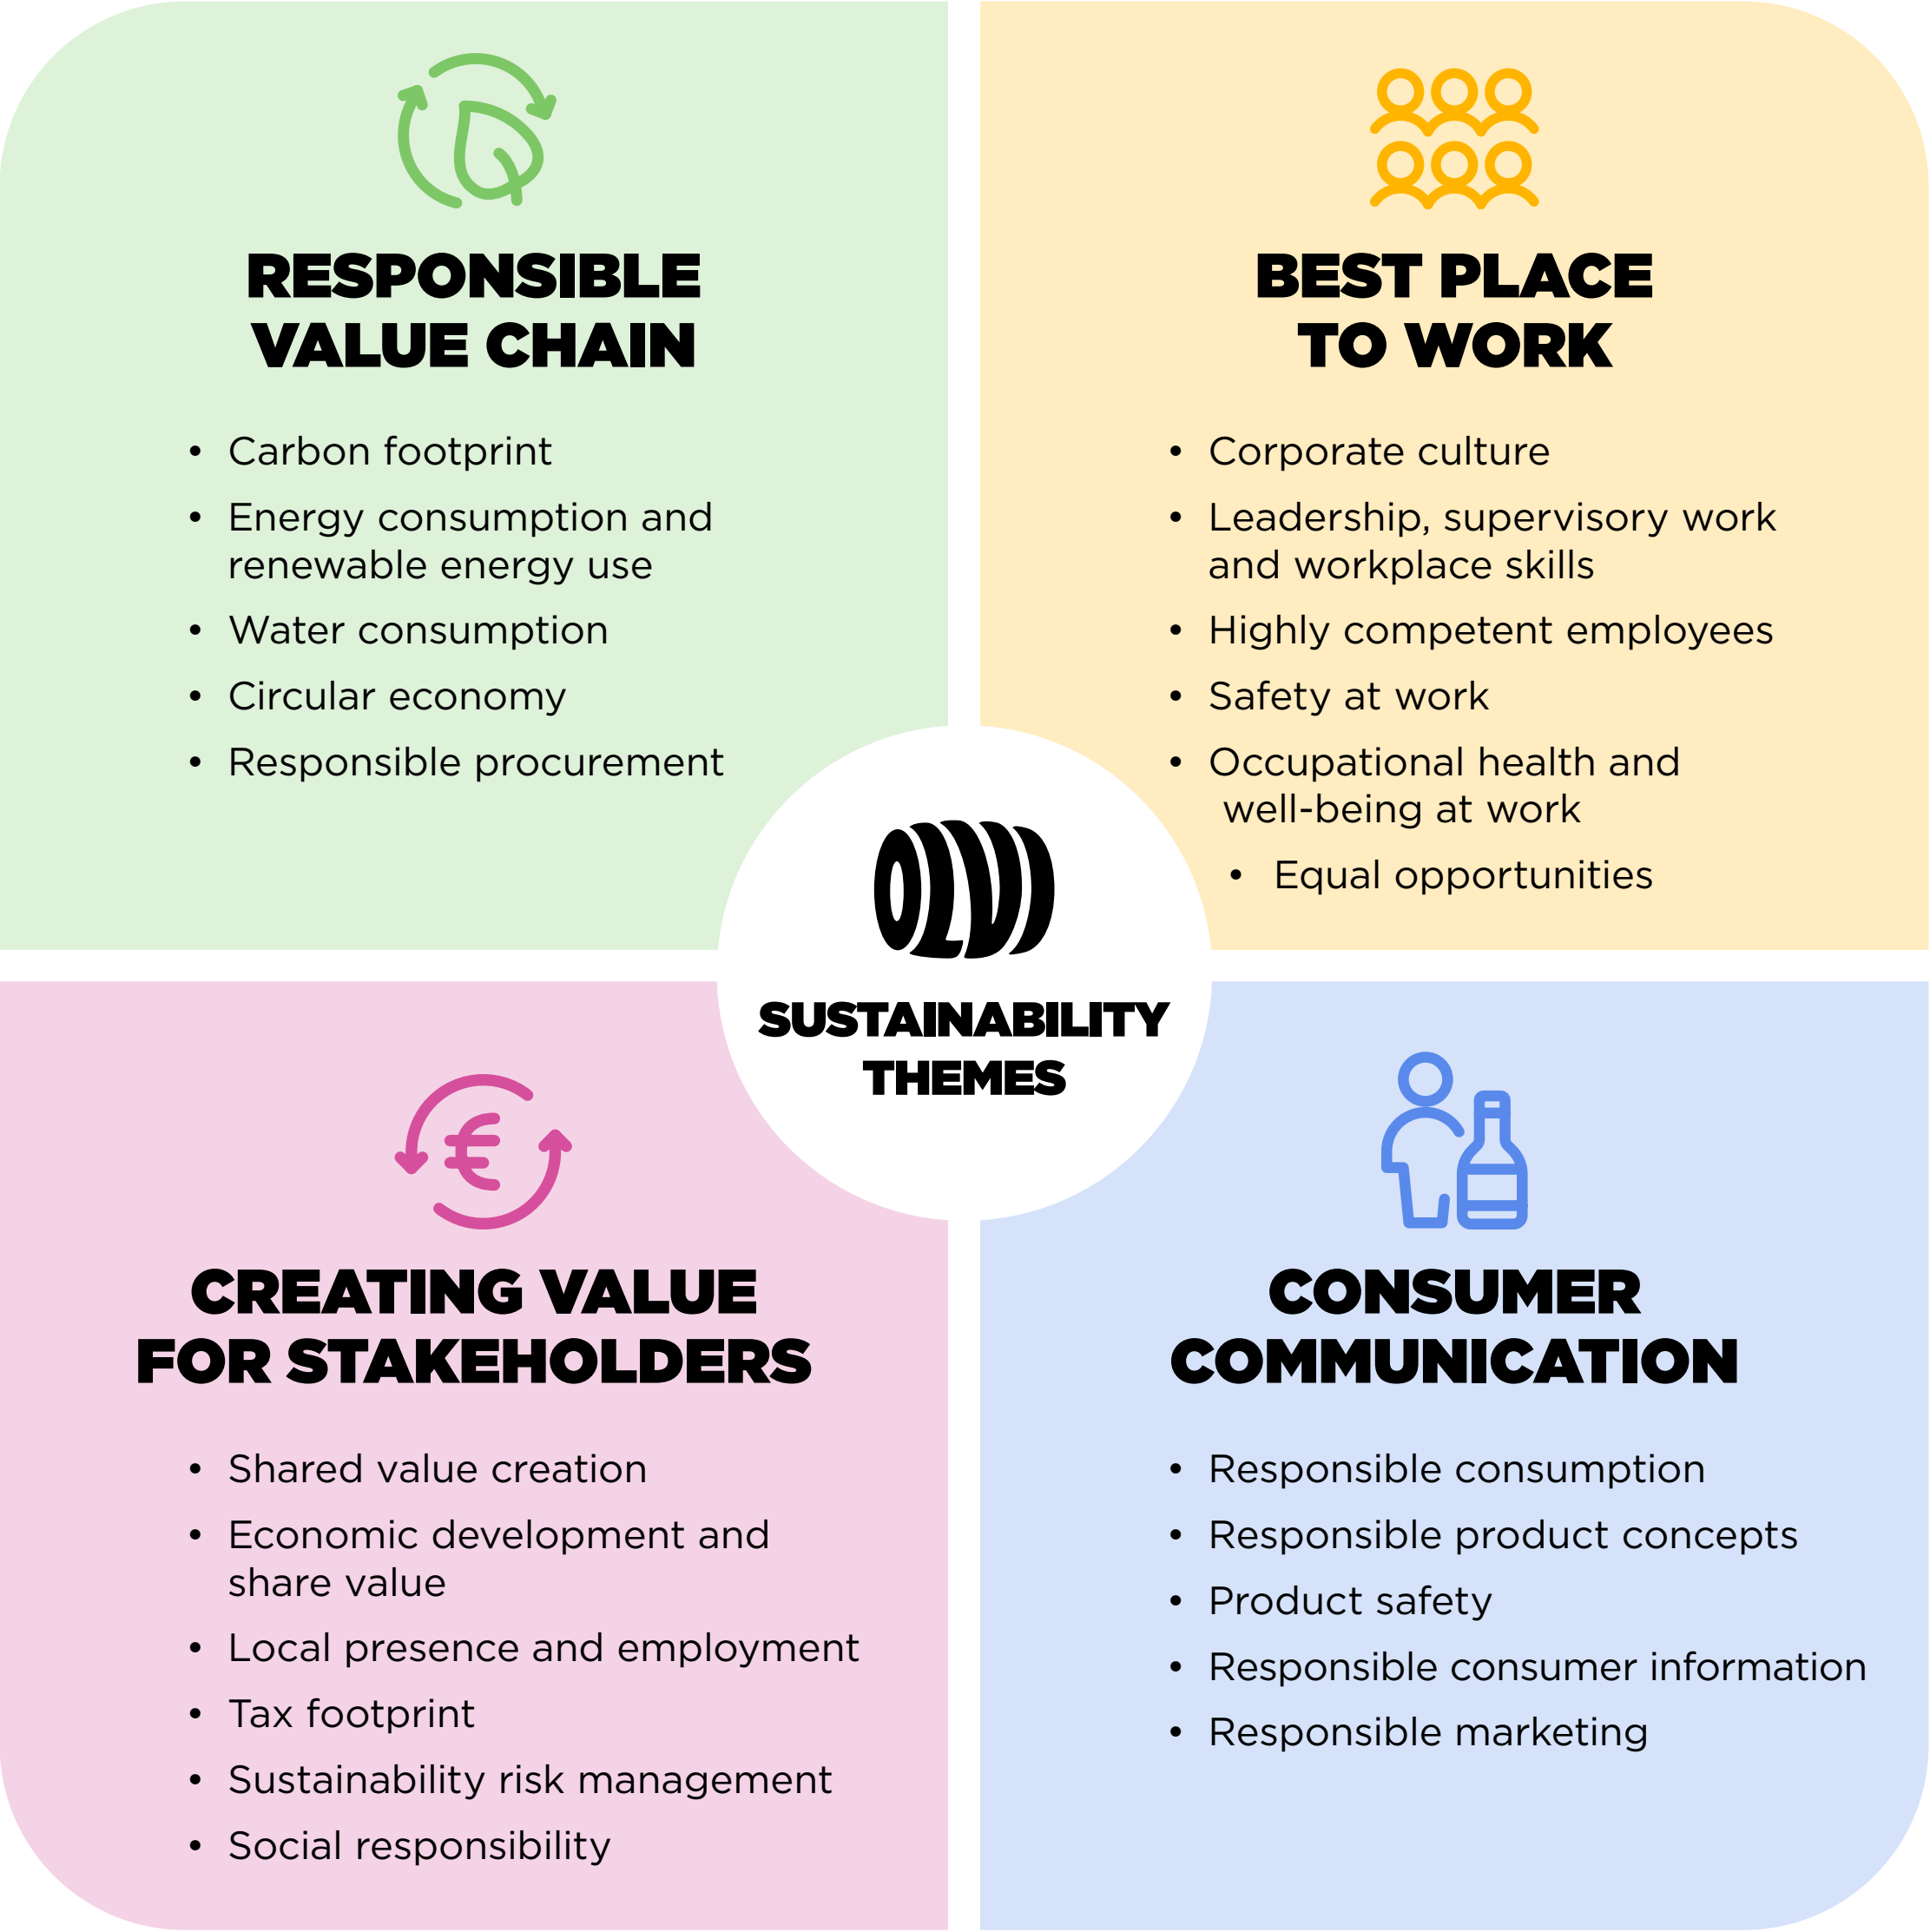 RESPONSIBLE
VALUE CHAIN
• Carbon footprint
• Energy consumption and
renewable energy use
• Water consumption
• Circular economy
• Responsible procurement
BEST PLACE
TO WORK
• Corporate culture
• Leadership, supervisory work
and workplace skills
• Highly competent employees
• Safety at work
• Occupational health and
well-being at work
• Equal opportunities
SUSTAINABILITY
THEMES
CREATING VALUE
FOR STAKEHOLDERS
• Shared value creation
• Economic development and
share value
• Local presence and employment
• Tax footprint
• Sustainability risk management
• Social responsibility
CONSUMER
COMMUNICATION
• Responsible consumption
• Responsible product concepts
• Product safety
• Responsible consumer information
• Responsible marketing